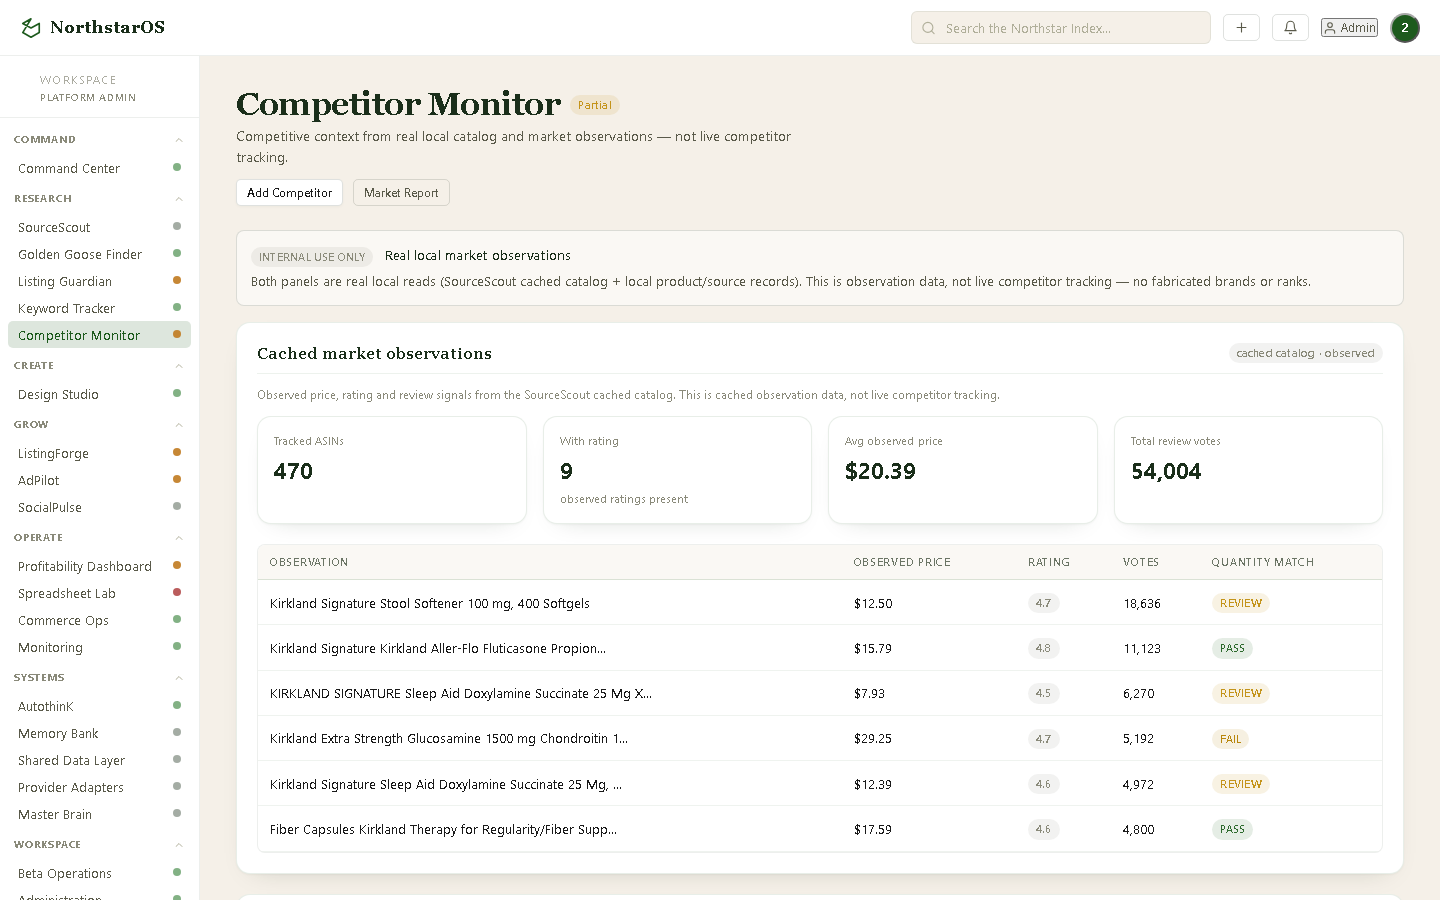 NorthstarOS
Search the Northstar Index...
Admin
2
WORKSPACE
PLATFORM ADMIN
COMMAND
Command Center
RESEARCH
SourceScout
Golden Goose Finder
Listing Guardian
Keyword Tracker
Competitor Monitor
CREATE
Design Studio
GROW
ListingForge
AdPilot
SocialPulse
OPERATE
Profitability Dashboard
Spreadsheet Lab
Commerce Ops
Monitoring
SYSTEMS
AutothinK
Memory Bank
Shared Data Layer
Provider Adapters
Master Brain
WORKSPACE
Beta Operations
Administration
Competitor Monitor Partial
Competitive context from real local catalog and market observations — not live competitor
tracking.
Add Competitor Market Report
INTERNAL USE ONLY Real local market observations
Both panels are real local reads (SourceScout cached catalog + local product/source records). This is observation data, not live competitor tracking — no fabricated brands or ranks.
Cached market observations cached catalog · observed
Observed price, rating and review signals from the SourceScout cached catalog. This is cached observation data, not live competitor tracking.
Tracked ASINs
470
With rating
9
observed ratings present
Avg observed price
$20.39
Total review votes
54,004
OBSERVATION OBSERVED PRICE RATING VOTES QUANTITY MATCH
Kirkland Signature Stool Softener 100 mg, 400 Softgels $12.50 4.7 18,636 REVIEW
Kirkland Signature Kirkland Aller-Flo Fluticasone Propion... $15.79 4.8 11,123 PASS
KIRKLAND SIGNATURE Sleep Aid Doxylamine Succinate 25 Mg X... $7.93 4.5 6,270 REVIEW
Kirkland Extra Strength Glucosamine 1500 mg Chondroitin 1... $29.25 4.7 5,192 FAIL
Kirkland Signature Sleep Aid Doxylamine Succinate 25 Mg, ... $12.39 4.6 4,972 REVIEW
Fiber Capsules Kirkland Therapy for Regularity/Fiber Supp... $17.59 4.6 4,800 PASS